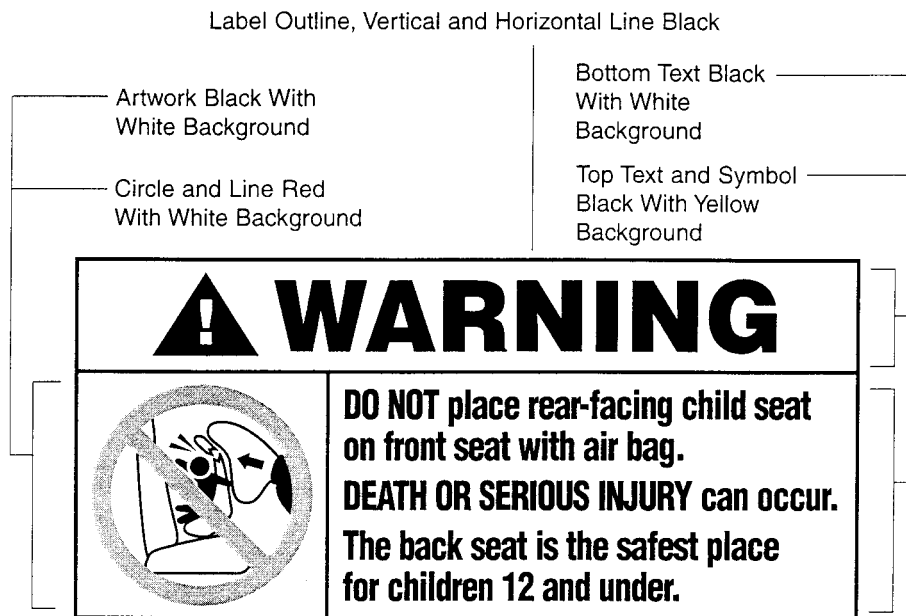 Label Outline, Vertical and Horizontal Line Black
Artwork Black With
White Background
Circle and Line Red
With White Background
Bottom Text Black
With White
Background
Top Text and Symbol
Black With Yellow
Background
! WARNING
DO NOT place rear-facing child seat
on front seat with air bag.
DEATH OR SERIOUS INJURY can occur.
The back seat is the safest place
for children 12 and under.